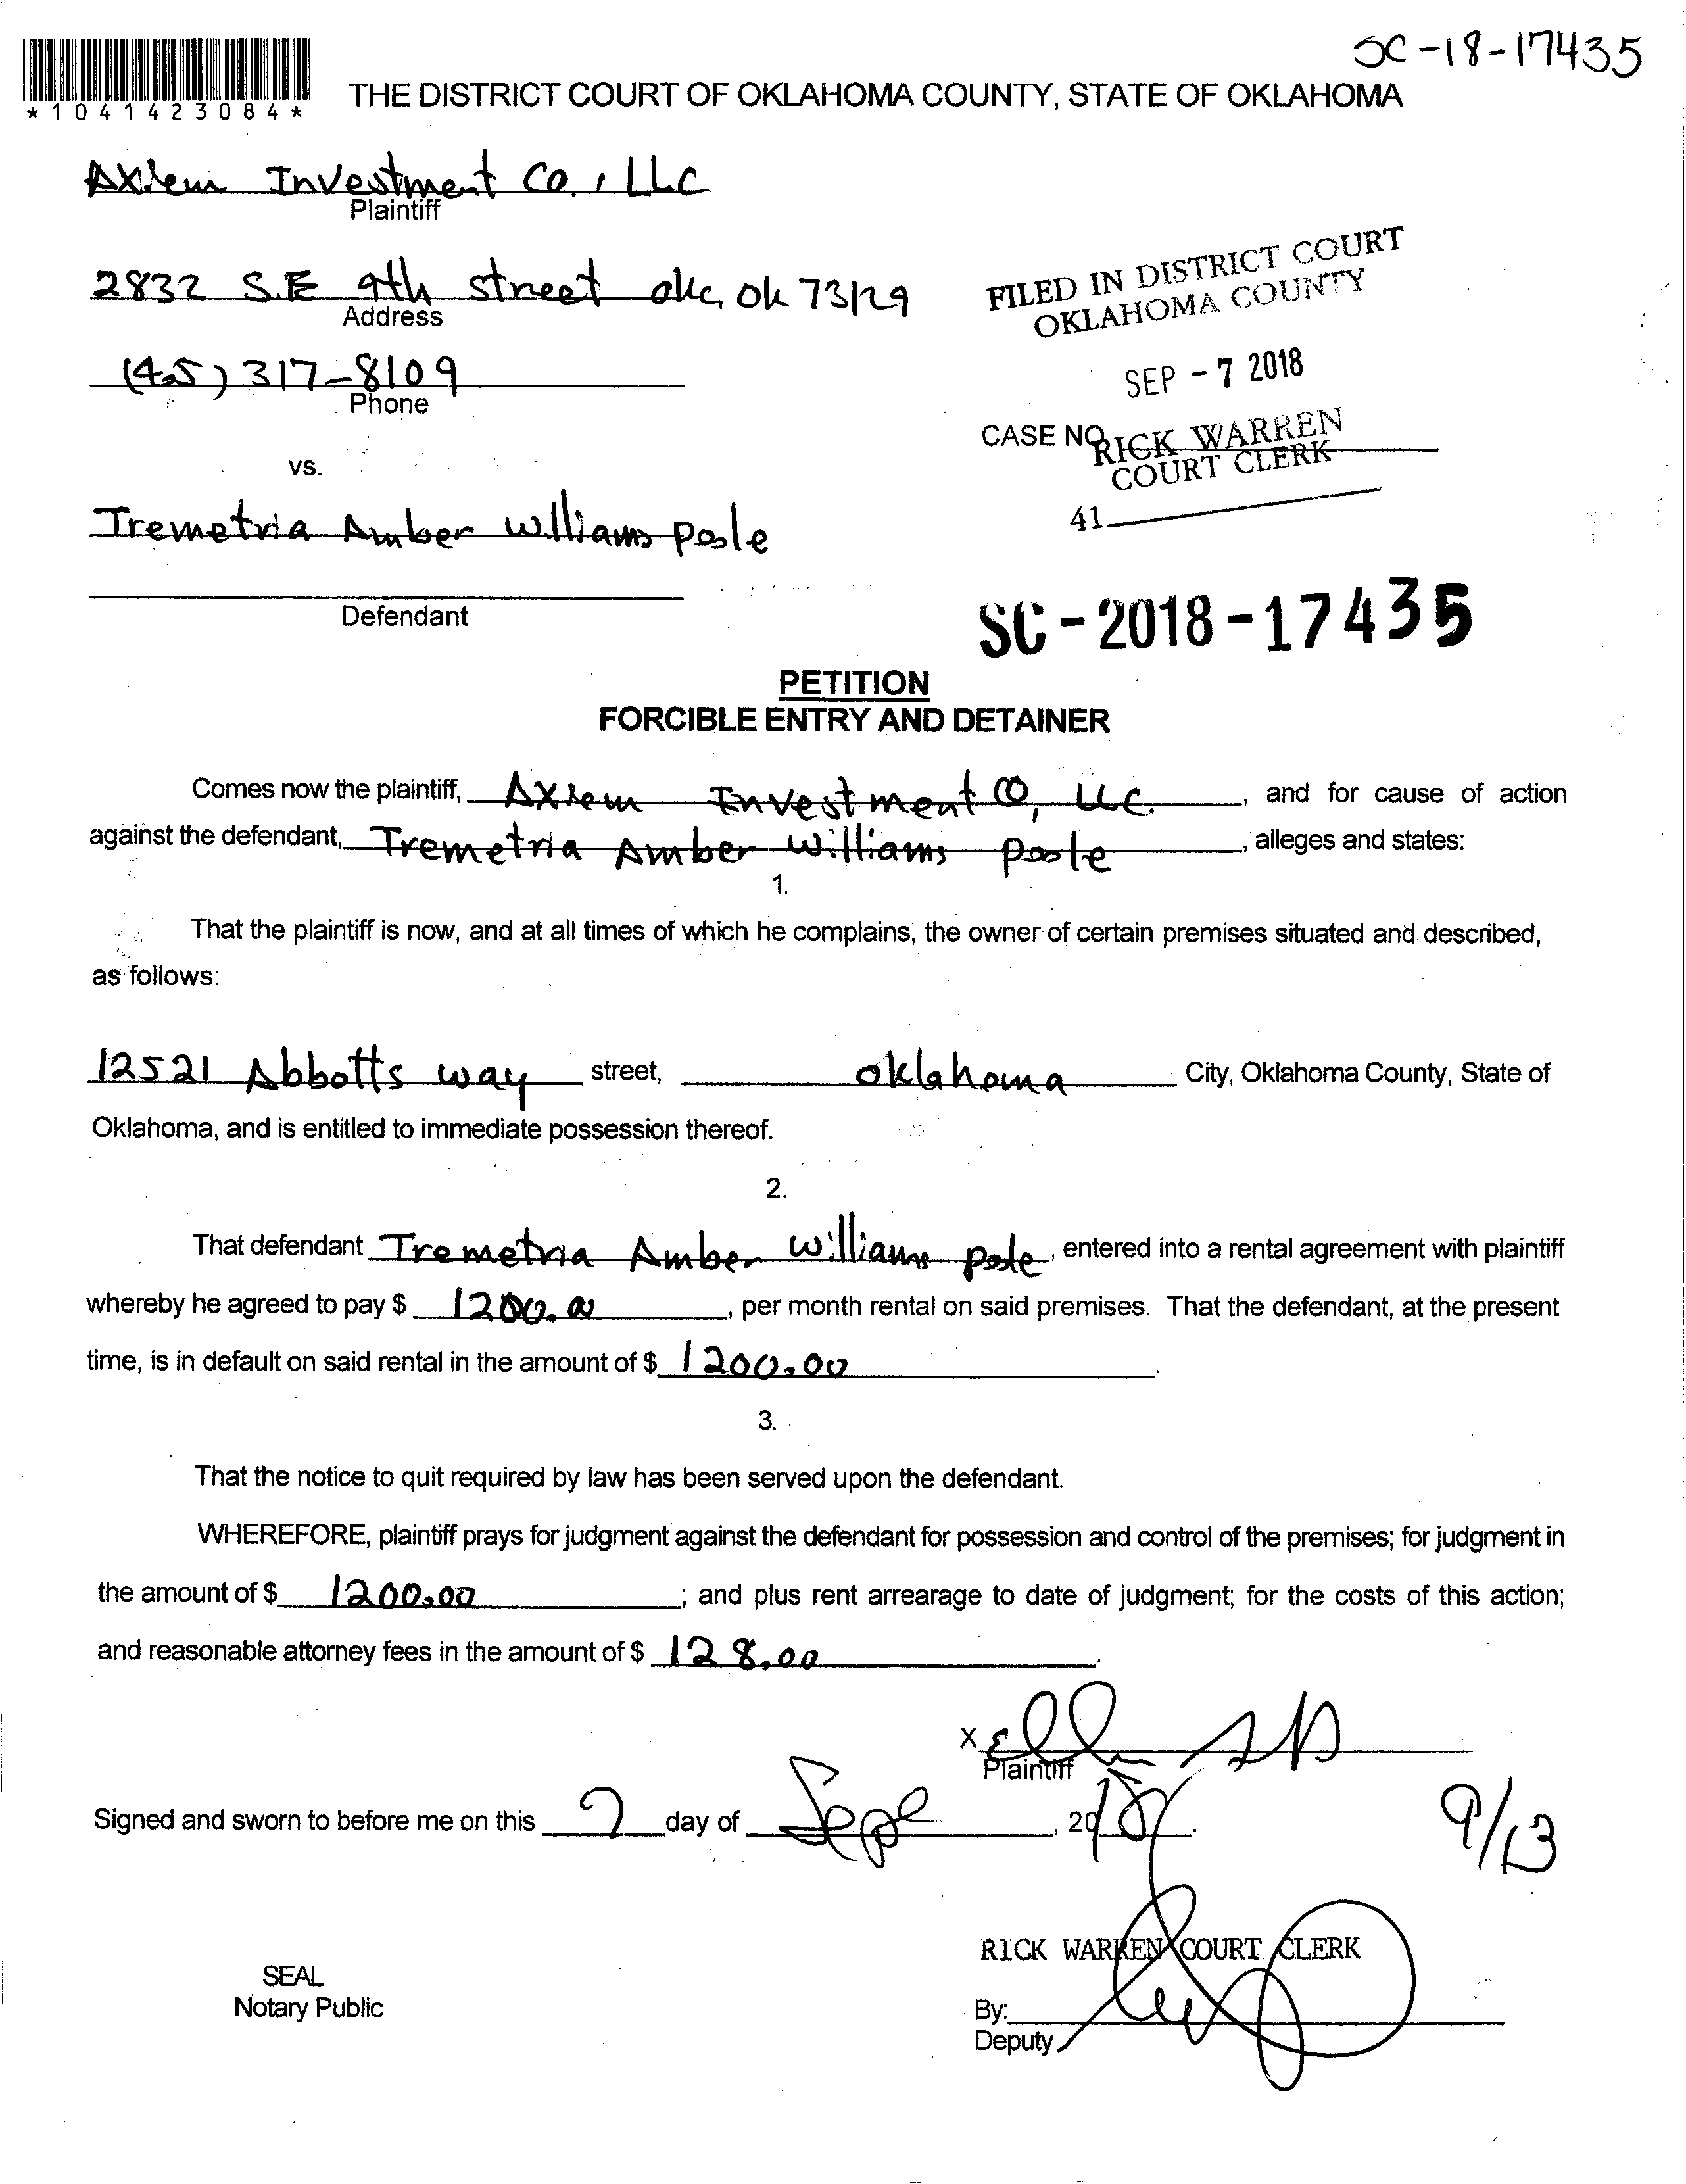 SC-18-17435
*1041423084*
THE DISTRICT COURT OF OKLAHOMA COUNTY, STATE OF OKLAHOMA
Investment Co., LLC
Plaintiff
2832 S.E 9th street okc, ok 73129
Address
(405) 317-8109
Phone
FILED IN DISTRICT COURT
OKLAHOMA COUNTY
SEP - 7 2018
CASE NO.
RICK WARREN
COURT CLERK
41
vs.
Tremetria Amber Williams Poole
Defendant
SC-2018-17435
PETITION
FORCIBLE ENTRY AND DETAINER
Comes now the plaintiff, Investment Co, LLC. , and for cause of action
against the defendant, Tremetria Amber Williams Poole , alleges and states:
1.
That the plaintiff is now, and at all times of which he complains, the owner of certain premises situated and described,
as follows:
12521 Abbotts way street, oklahoma City, Oklahoma County, State of
Oklahoma, and is entitled to immediate possession thereof.
2.
That defendant Tremetria Amber Williams Poole , entered into a rental agreement with plaintiff
whereby he agreed to pay $ 1200.00 , per month rental on said premises. That the defendant, at the present
time, is in default on said rental in the amount of $ 1200.00 .
3.
That the notice to quit required by law has been served upon the defendant.
WHEREFORE, plaintiff prays for judgment against the defendant for possession and control of the premises; for judgment in
the amount of $ 1200.00 ; and plus rent arrearage to date of judgment; for the costs of this action;
and reasonable attorney fees in the amount of $ 128.00 .
X
Plaintiff
Signed and sworn to before me on this 7 day of Sept , 2018 .
9/13
RICK WARREN COURT CLERK
SEAL
Notary Public
By:
Deputy